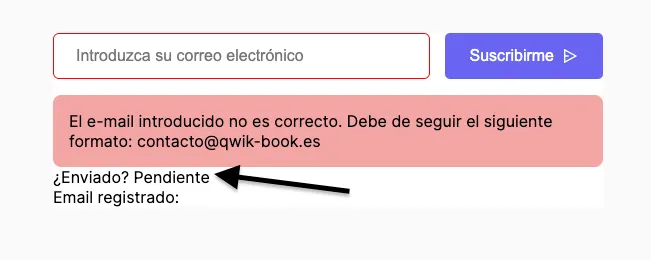 Introduzca su correo electrónico
Suscribirme
El e-mail introducido no es correcto. Debe de seguir el siguiente
formato: contacto@qwik-book.es
¿Enviado? Pendiente
Email registrado: